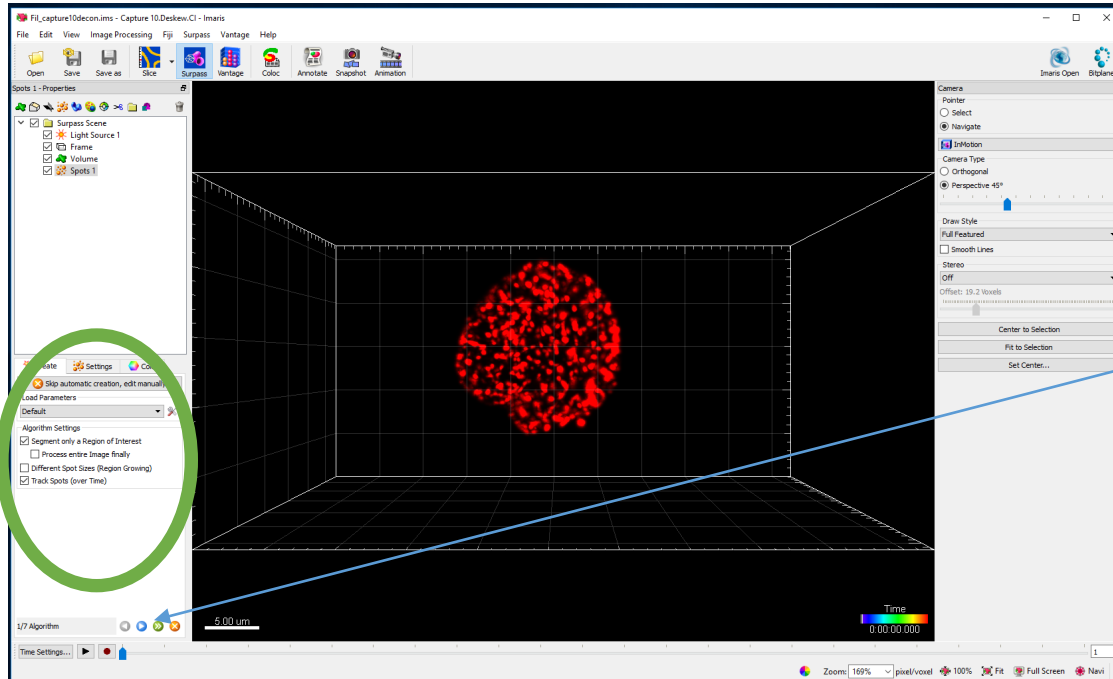 Fil_capture10decon.ims - Capture 10.Deskew.CI - Imaris
File Edit View Image Processing Fiji Surpass Vantage Help
Open Save Save as Slice Surpass Vantage Coloc Annotate Snapshot Animation Imaris Open Bitplane
Spots 1 - Properties
Surpass Scene
Light Source 1
Frame
Volume
Spots 1
Settings
Skip automatic creation, edit manually
Load Parameters
Default
Algorithm Settings
Segment only a Region of Interest
Process entire Image finally
Different Spot Sizes (Region Growing)
Track Spots (over Time)
1/7 Algorithm
5.00 um
Time
0:00:00.000
Camera
Pointer
Select
Navigate
InMotion
Camera Type
Orthogonal
Perspective 45°
Draw Style
Full Featured
Smooth Lines
Stereo
Off
Offset: 19.2 Voxels
Center to Selection
Fit to Selection
Set Center...
Time Settings...
1
Zoom: 169% pixel/voxel 100% Fit Full Screen Navi